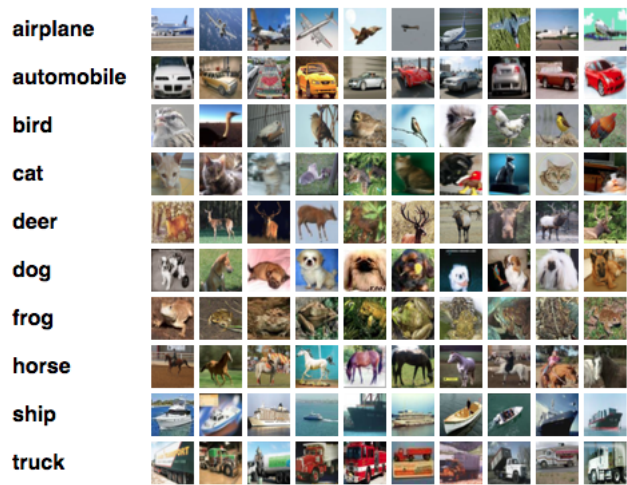 airplane
automobile
bird
cat
deer
dog
frog
horse
ship
truck